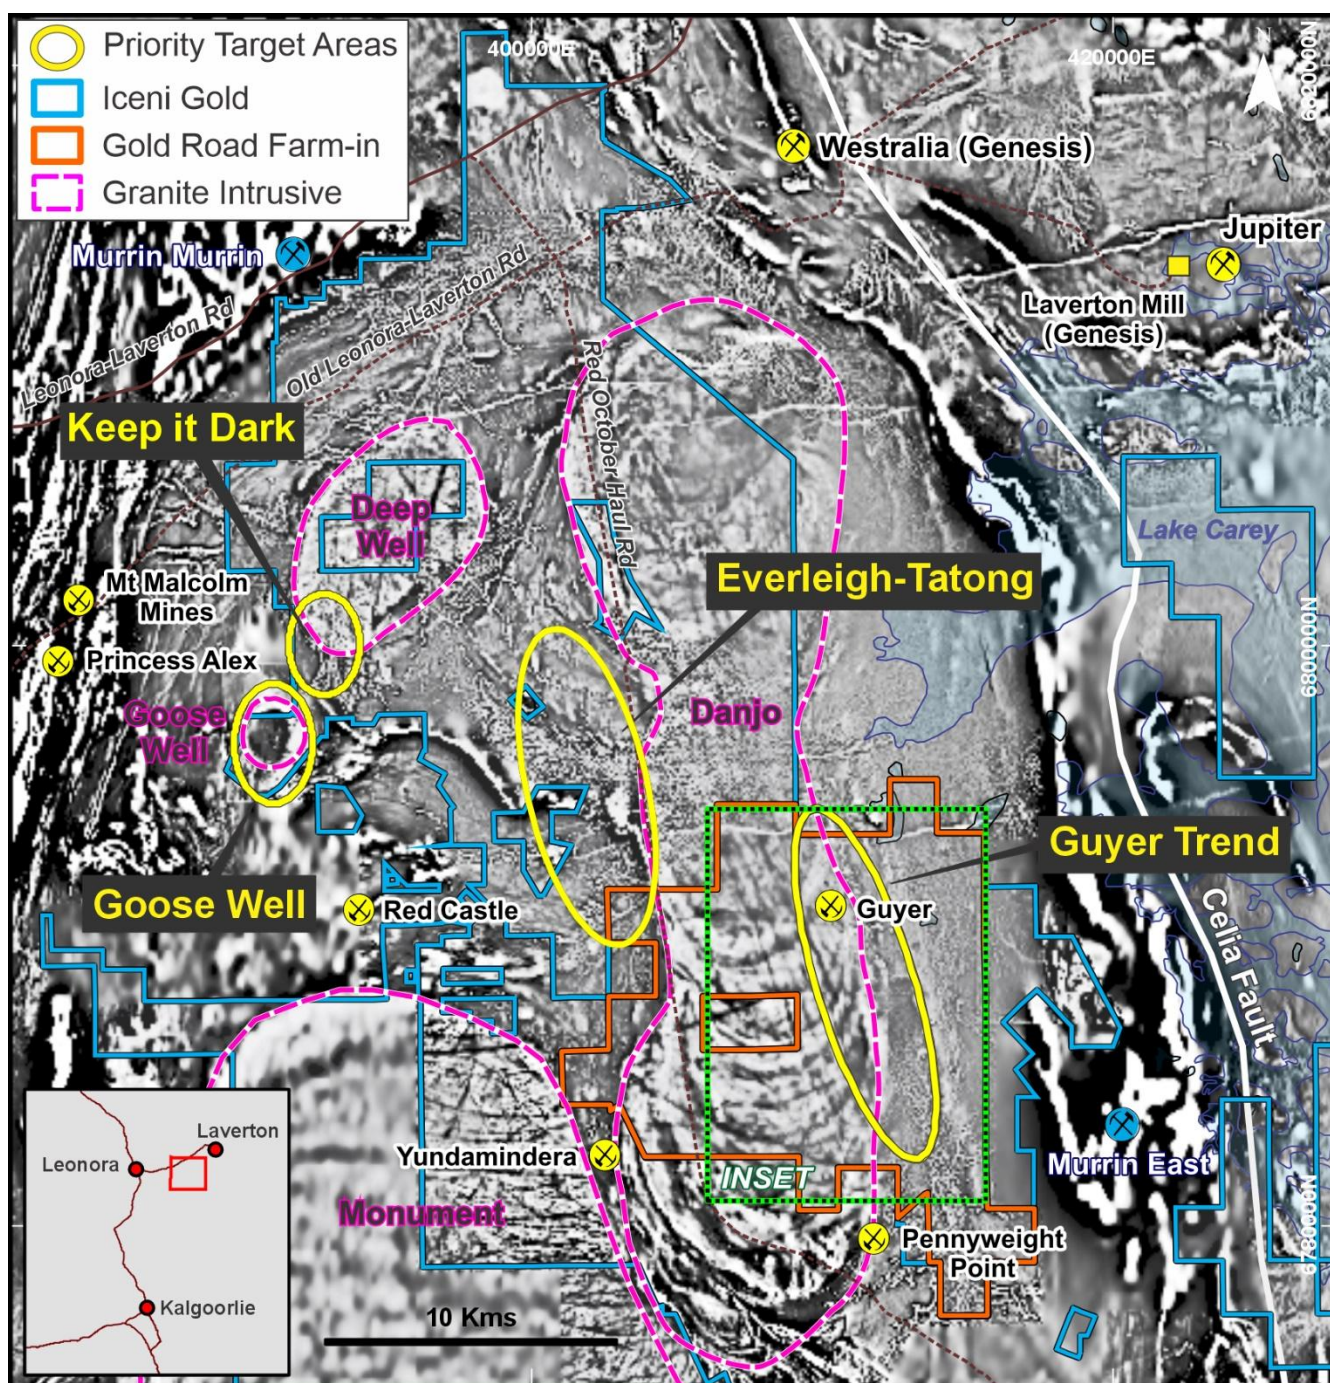 Priority Target Areas
Iceni Gold
Gold Road Farm-in
Granite Intrusive
400000E
420000E
N
6820000N
Westralia (Genesis)
Murrin Murrin
Jupiter
Laverton Mill
(Genesis)
Leonora-Laverton Rd
Old Leonora-Laverton Rd
Red October Haul Rd
Keep it Dark
Deep
Well
Lake Carey
Everleigh-Tatong
Mt Malcolm
Mines
Princess Alex
6800000N
Goose
Well
Danjo
Guyer Trend
Goose Well
Red Castle
Guyer
Celia Fault
Yundamindera
INSET
Murrin East
Monument
Pennyweight
Point
6780000N
10 Kms
Laverton
Leonora
Kalgoorlie